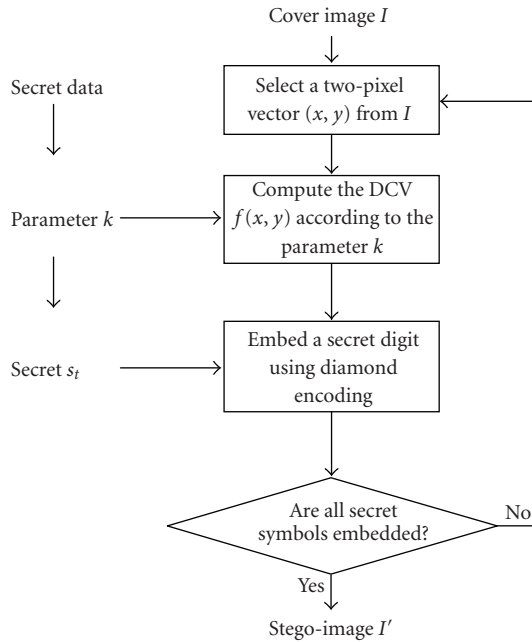 Cover image I
Secret data
Select a two-pixel
vector (x, y) from I
Parameter k
Compute the DCV
f(x, y) according to the
parameter k
Secret s_t
Embed a secret digit
using diamond
encoding
Are all secret
symbols embedded?
No
Yes
Stego-image I′